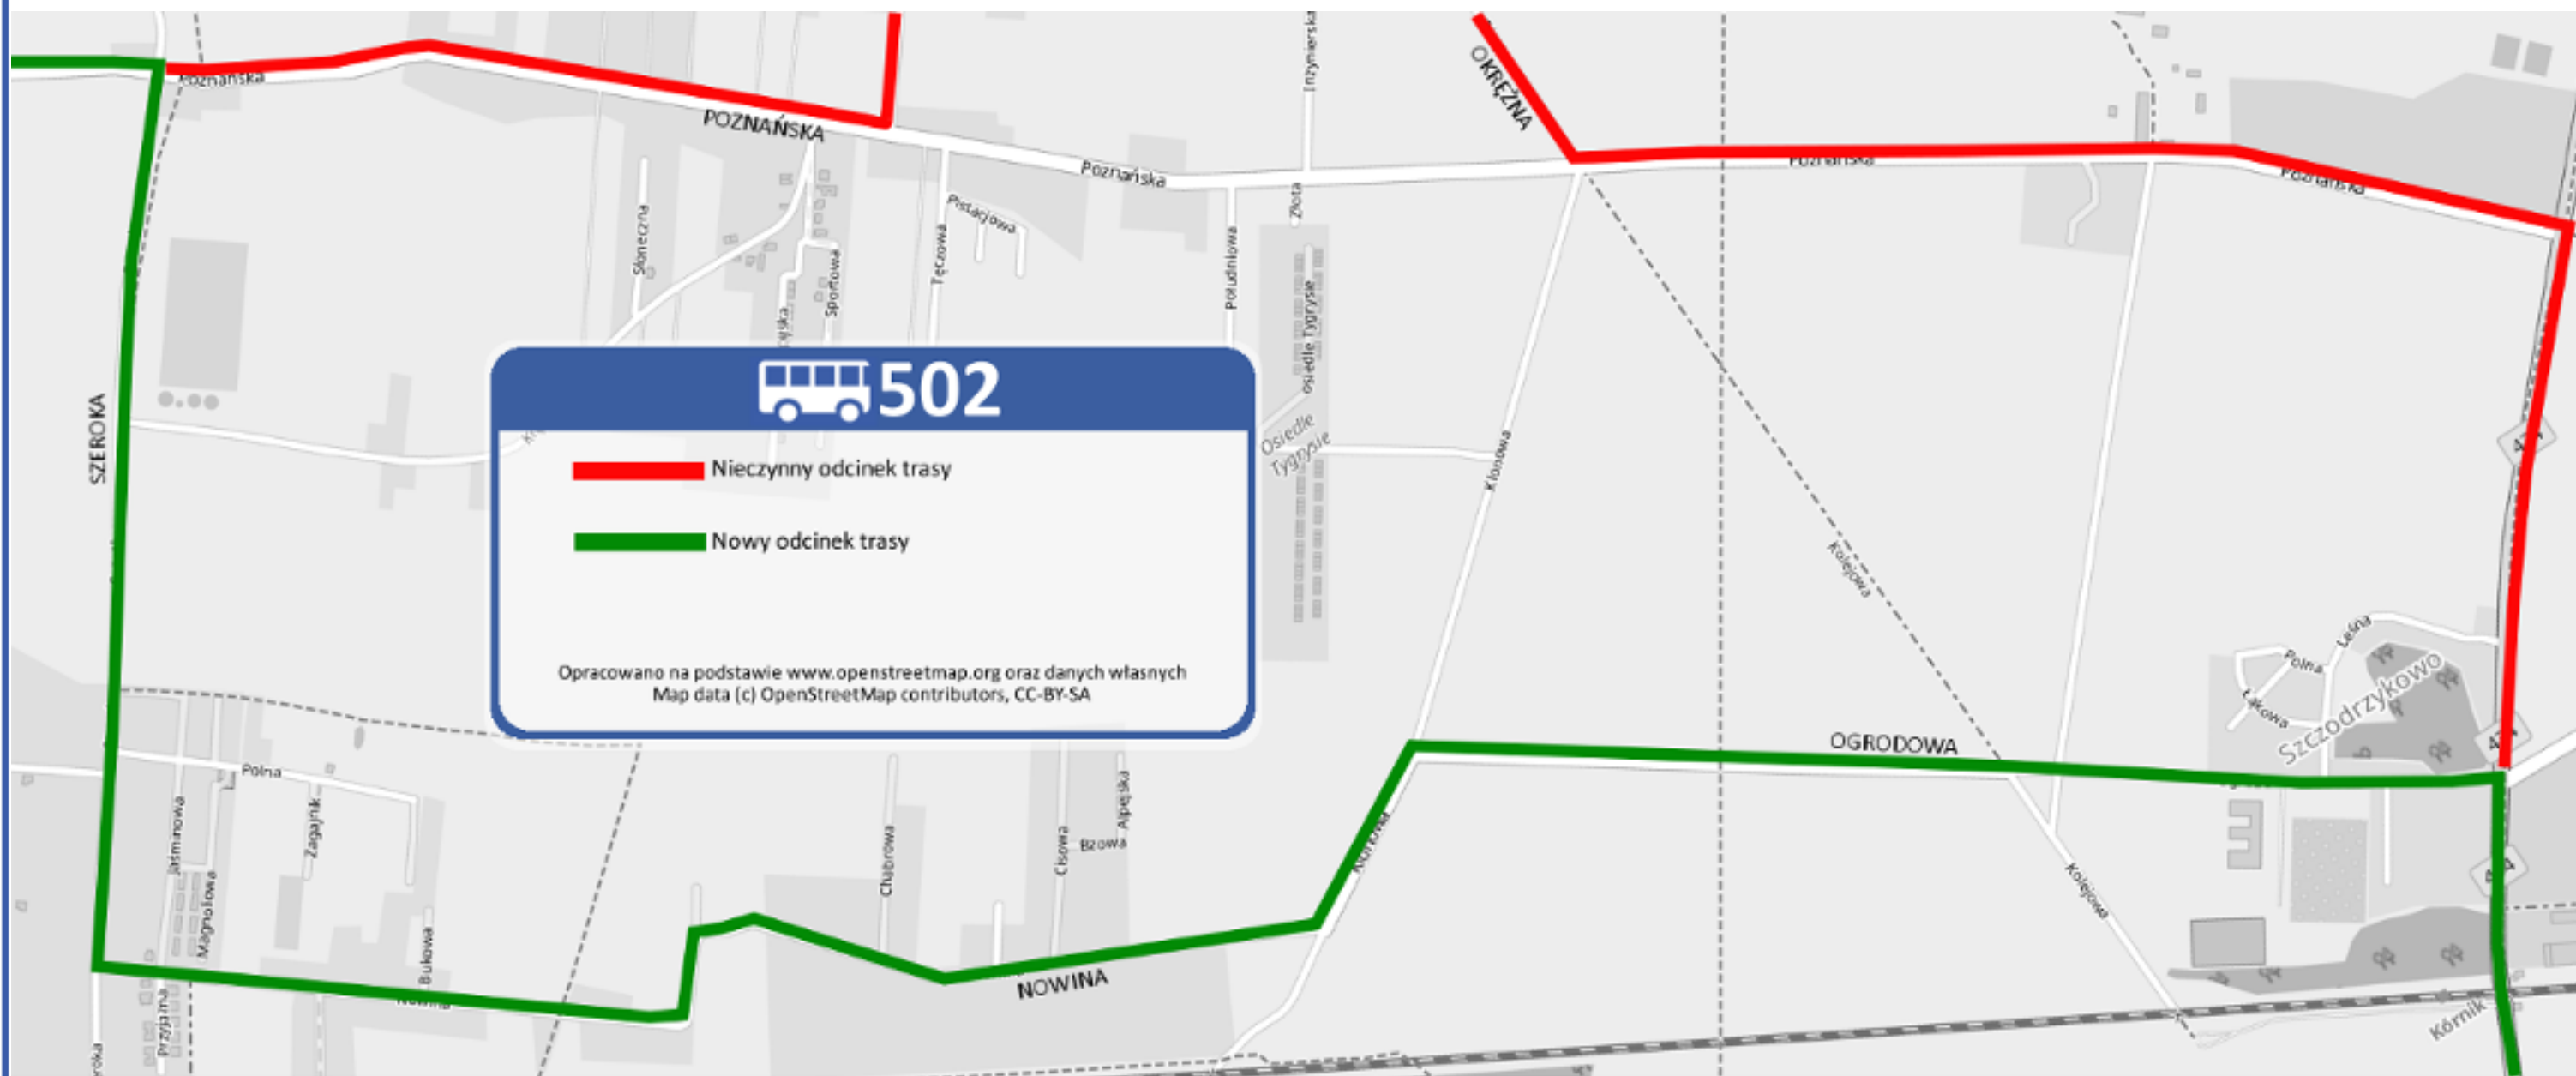 Poznańska
POZNAŃSKA
Poznańska
OKRĘŻNA
Poznańska
Poznańska
Inżynierska
Złota
Słoneczna
Sportowa
Tęczowa
Pistacjowa
Południowa
osiedle Tygrysie
Osiedle
Tygrysie
SZEROKA
502
Nieczynny odcinek trasy
Nowy odcinek trasy
Opracowano na podstawie www.openstreetmap.org oraz danych własnych
Map data (c) OpenStreetMap contributors, CC-BY-SA
Klonowa
Kolejowa
Leśna
Polna
Łąkowa
Szczodrzykowo
OGRODOWA
Polna
Jaśminowa
Zagajnik
Magnoliowa
Bukowa
Przyjazna
Chabrowa
Cisowa
Bzowa
Alpejska
Klonowa
NOWINA
Nowina
Kolejowa
Kórnik